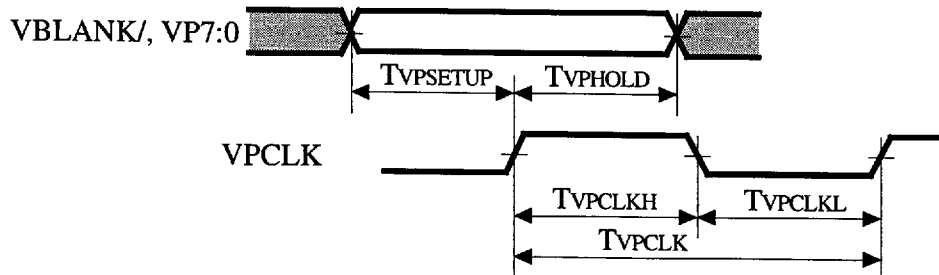 VBLANK/, VP7:0
TVPSETUP TVPHOLD
VPCLK
TVPCLKH TVPCLKL
TVPCLK